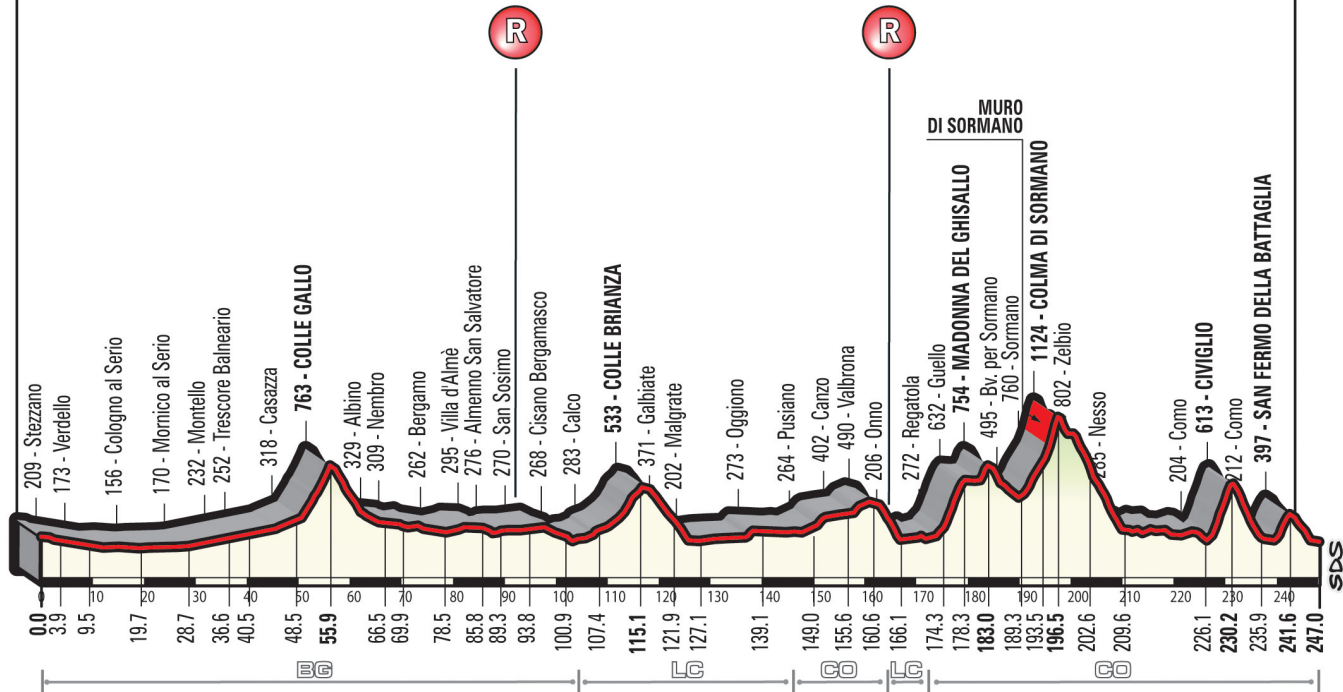 R
R
MURO
DI SORMANO
209 - Stezzano
173 - Verdello
156 - Cologno al Serio
170 - Mornico al Serio
232 - Montello
252 - Trescore Balneario
318 - Casazza
763 - COLLE GALLO
329 - Albino
309 - Nembro
262 - Bergamo
295 - Villa d'Almè
276 - Almenno San Salvatore
270 - San Sosimo
268 - Cisano Bergamasco
283 - Calco
533 - COLLE BRIANZA
371 - Galbiate
202 - Malgrate
273 - Oggiono
264 - Pusiano
402 - Canzo
490 - Valbrona
206 - Onno
272 - Regatola
632 - Guello
754 - MADONNA DEL GHISALLO
495 - Bv. per Sormano
760 - Sormano
1124 - COLMA DI SORMANO
802 - Zelbio
285 - Nesso
204 - Como
613 - CIVIGLIO
212 - Como
397 - SAN FERMO DELLA BATTAGLIA
SDS
0 10 20 30 40 50 60 70 80 90 100 110 120 130 140 150 160 170 180 190 200 210 220 230 240
0.0
3.9
9.5
19.7
28.7
36.6
40.5
48.5
55.9
66.5
69.9
78.5
85.8
89.3
93.8
100.9
107.4
115.1
121.9
127.1
139.1
149.0
155.6
160.6
166.1
174.3
178.3
183.0
189.3
193.5
196.5
202.6
209.6
226.1
230.2
235.9
241.6
247.0
BG LC CO LC CO